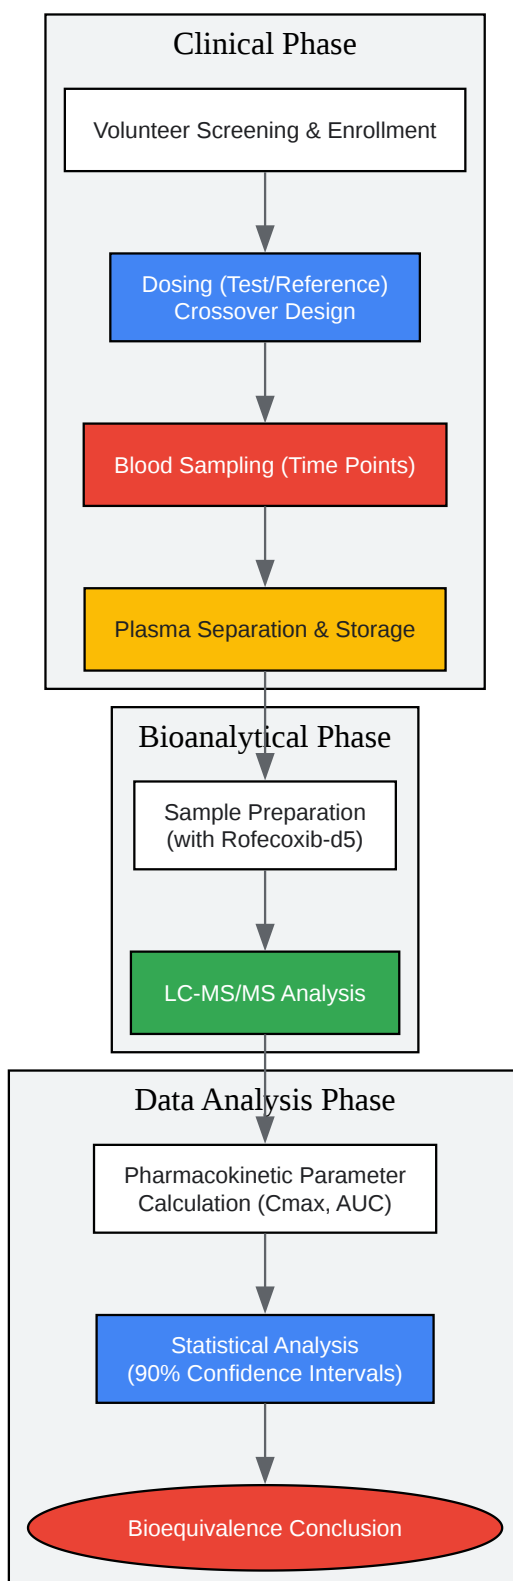 Clinical Phase
Volunteer Screening & Enrollment
Dosing (Test/Reference)
Crossover Design
Blood Sampling (Time Points)
Plasma Separation & Storage
Bioanalytical Phase
Sample Preparation
(with Rofecoxib-d5)
LC-MS/MS Analysis
Data Analysis Phase
Pharmacokinetic Parameter
Calculation (Cmax, AUC)
Statistical Analysis
(90% Confidence Intervals)
Bioequivalence Conclusion